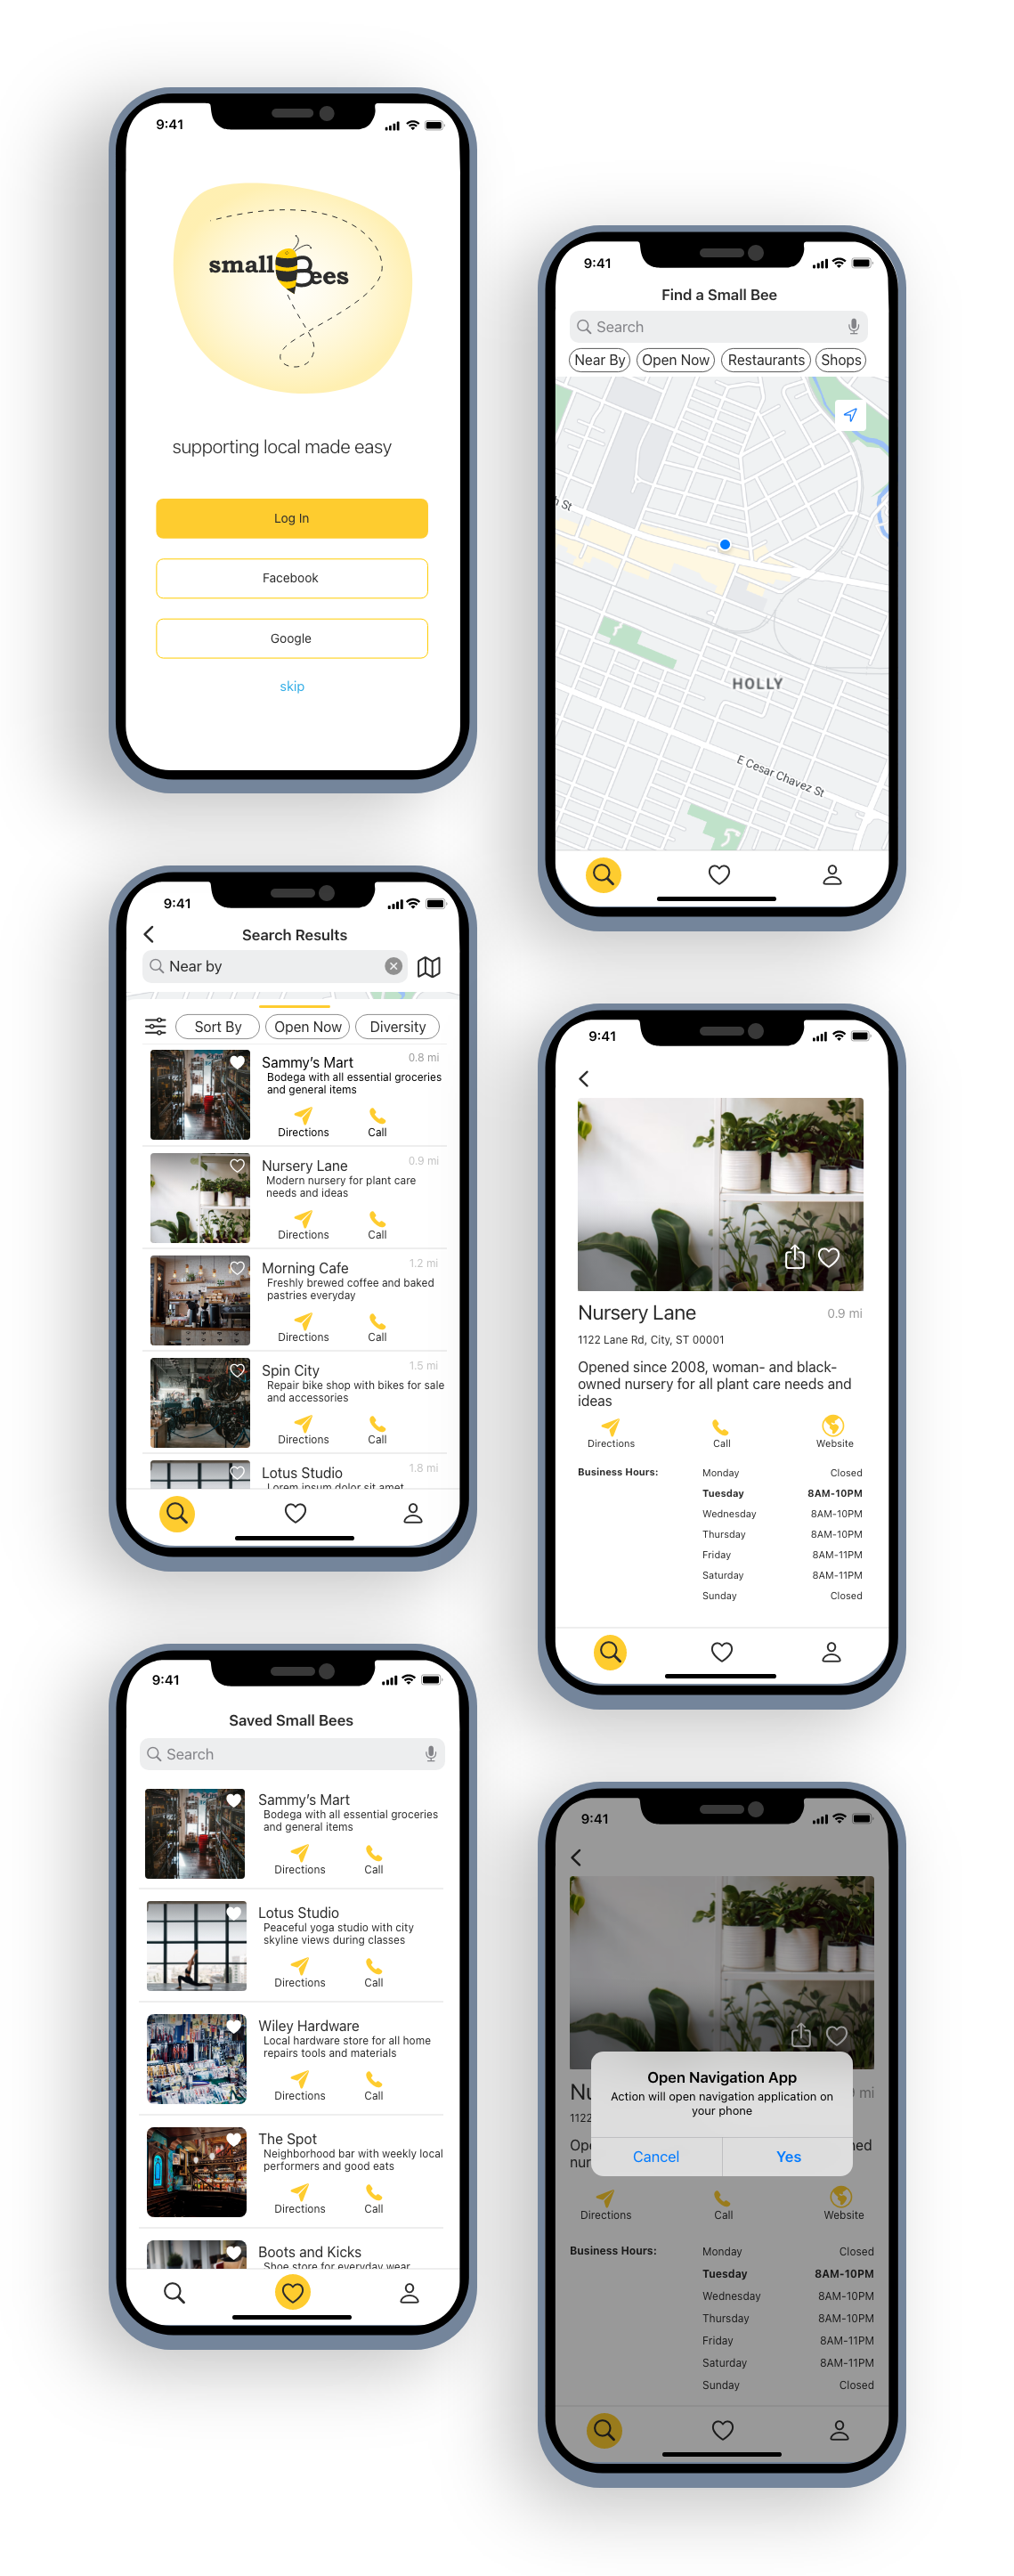 9:41
small Bees
supporting local made easy
Log In
Facebook
Google
skip
9:41
Find a Small Bee
Search
Near By
Open Now
Restaurants
Shops
h St
HOLLY
E Cesar Chavez St
9:41
Search Results
Near by
Sort By
Open Now
Diversity
Sammy's Mart
0.8 mi
Bodega with all essential groceries
and general items
Directions
Call
Nursery Lane
0.9 mi
Modern nursery for plant care
needs and ideas
Directions
Call
Morning Cafe
1.2 mi
Freshly brewed coffee and baked
pastries everyday
Directions
Call
Spin City
1.5 mi
Repair bike shop with bikes for sale
and accessories
Directions
Call
Lotus Studio
1.8 mi
Lorem ipsum dolor sit amet
9:41
Nursery Lane
0.9 mi
1122 Lane Rd, City, ST 00001
Opened since 2008, woman- and black-
owned nursery for all plant care needs and
ideas
Directions
Call
Website
Business Hours:
Monday
Closed
Tuesday
8AM-10PM
Wednesday
8AM-10PM
Thursday
8AM-10PM
Friday
8AM-11PM
Saturday
8AM-11PM
Sunday
Closed
9:41
Saved Small Bees
Search
Sammy's Mart
Bodega with all essential groceries
and general items
Directions
Call
Lotus Studio
Peaceful yoga studio with city
skyline views during classes
Directions
Call
Wiley Hardware
Local hardware store for all home
repairs tools and materials
Directions
Call
The Spot
Neighborhood bar with weekly local
performers and good eats
Directions
Call
Boots and Kicks
Shoe store for everyday wear
9:41
Nu
mi
1122
Ope
ned
nur
Open Navigation App
Action will open navigation application on
your phone
Cancel
Yes
Directions
Call
Website
Business Hours:
Monday
Closed
Tuesday
8AM-10PM
Wednesday
8AM-10PM
Thursday
8AM-10PM
Friday
8AM-11PM
Saturday
8AM-11PM
Sunday
Closed